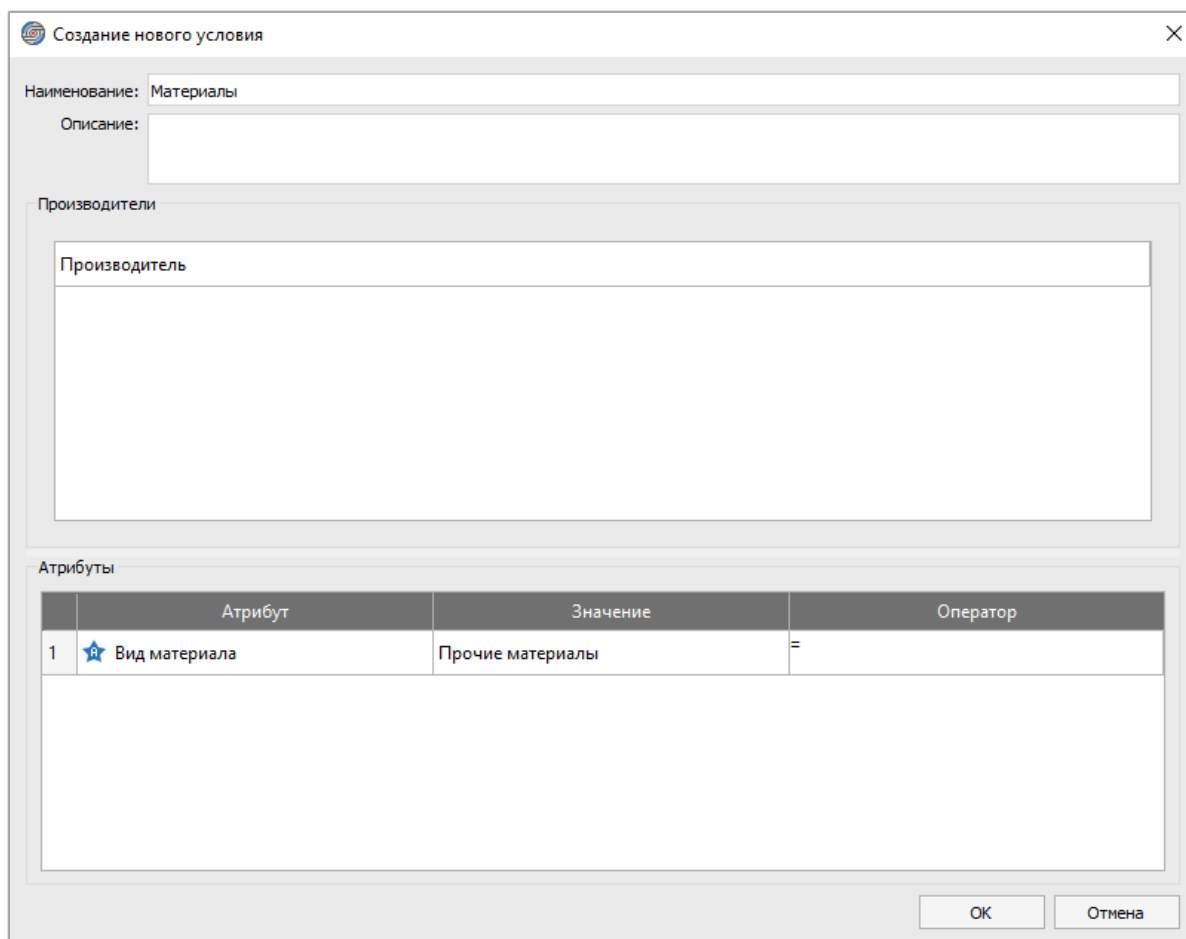 Создание нового условия
Наименование: Материалы
Описание:
Производители
Производитель
Атрибуты
Атрибут Значение Оператор
1 Вид материала Прочие материалы =
OK Отмена